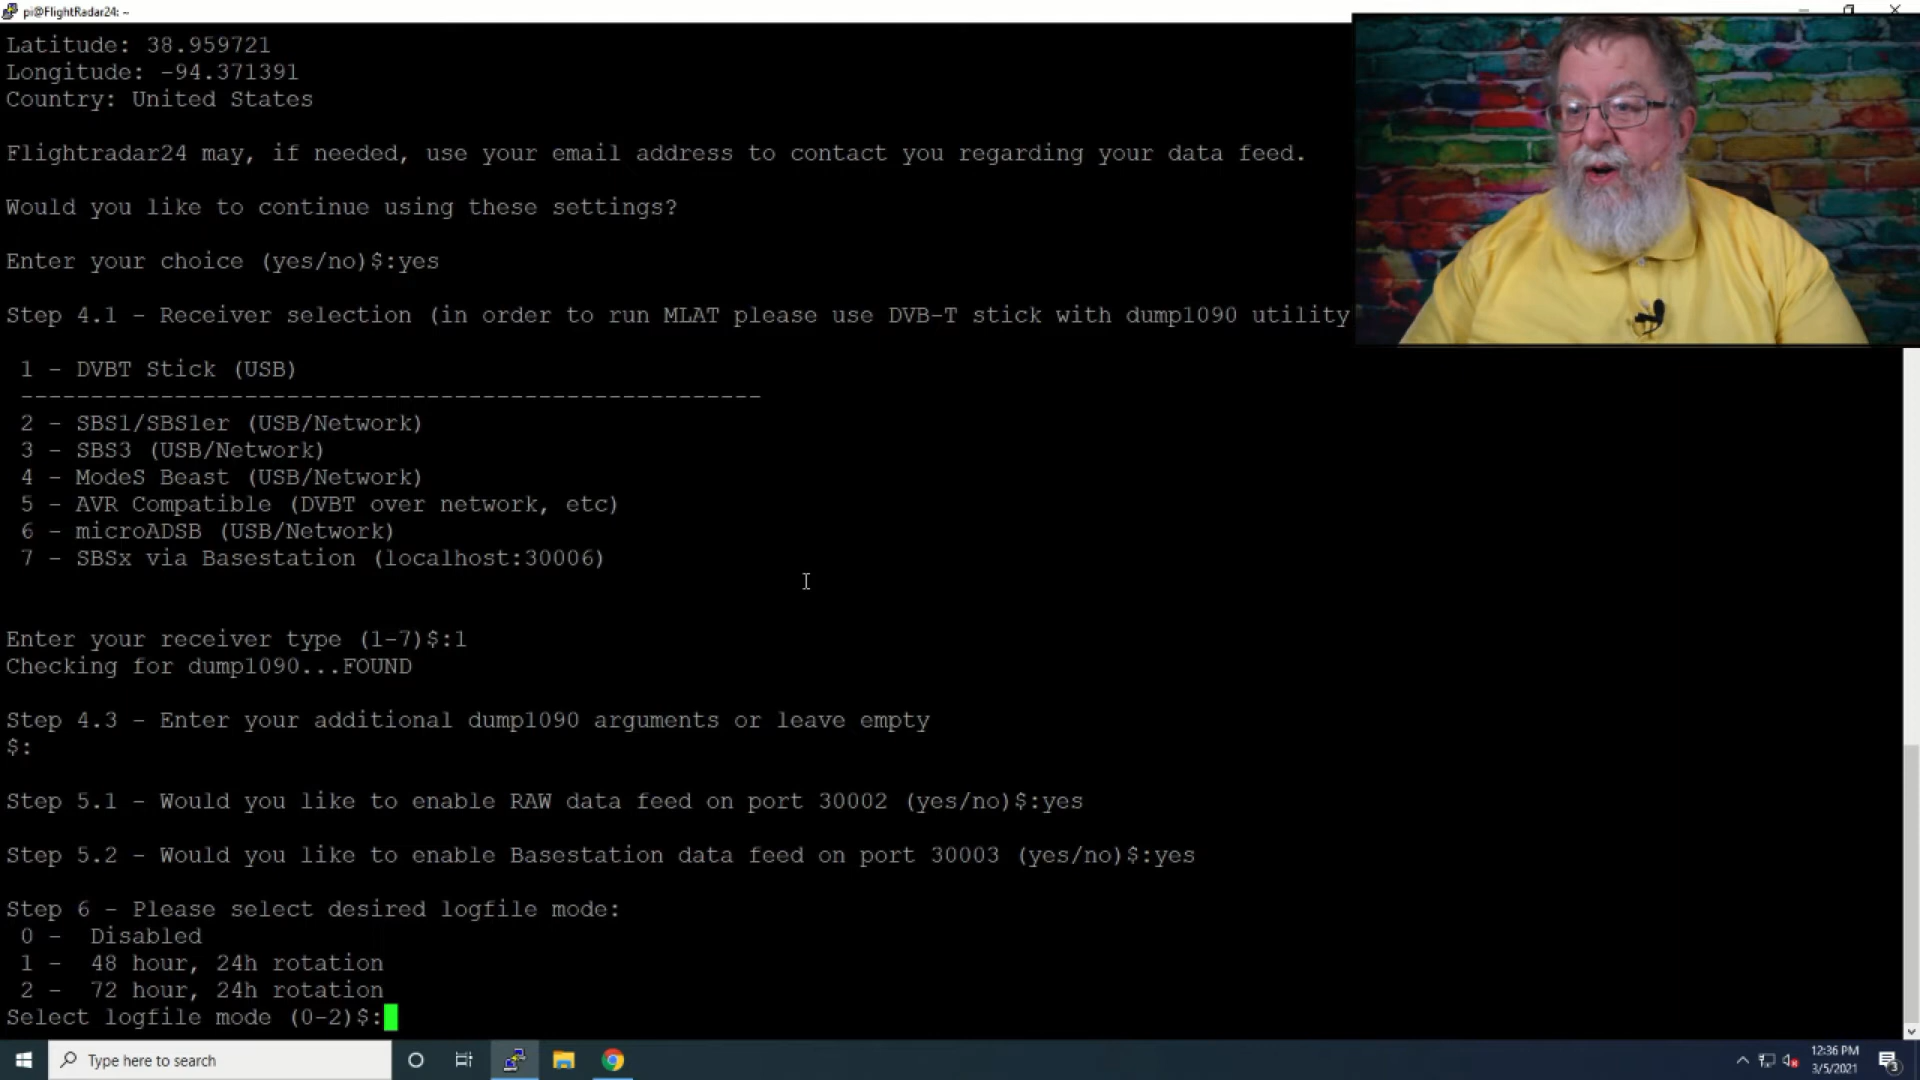 pi@FlightRadar24: ~
Latitude: 38.959721
Longitude: -94.371391
Country: United States
Flightradar24 may, if needed, use your email address to contact you regarding your data feed.
Would you like to continue using these settings?
Enter your choice (yes/no)$:yes
Step 4.1 - Receiver selection (in order to run MLAT please use DVB-T stick with dump1090 utility
1 - DVBT Stick (USB)
-----------------------------------------------------
2 - SBS1/SBS1er (USB/Network)
3 - SBS3 (USB/Network)
4 - ModeS Beast (USB/Network)
5 - AVR Compatible (DVBT over network, etc)
6 - microADSB (USB/Network)
7 - SBSx via Basestation (localhost:30006)
Enter your receiver type (1-7)$:1
Checking for dump1090...FOUND
Step 4.3 - Enter your additional dump1090 arguments or leave empty
$:
Step 5.1 - Would you like to enable RAW data feed on port 30002 (yes/no)$:yes
Step 5.2 - Would you like to enable Basestation data feed on port 30003 (yes/no)$:yes
Step 6 - Please select desired logfile mode:
0 -  Disabled
1 -  48 hour, 24h rotation
2 -  72 hour, 24h rotation
Select logfile mode (0-2)$:
Type here to search
12:36 PM
3/5/2021
3